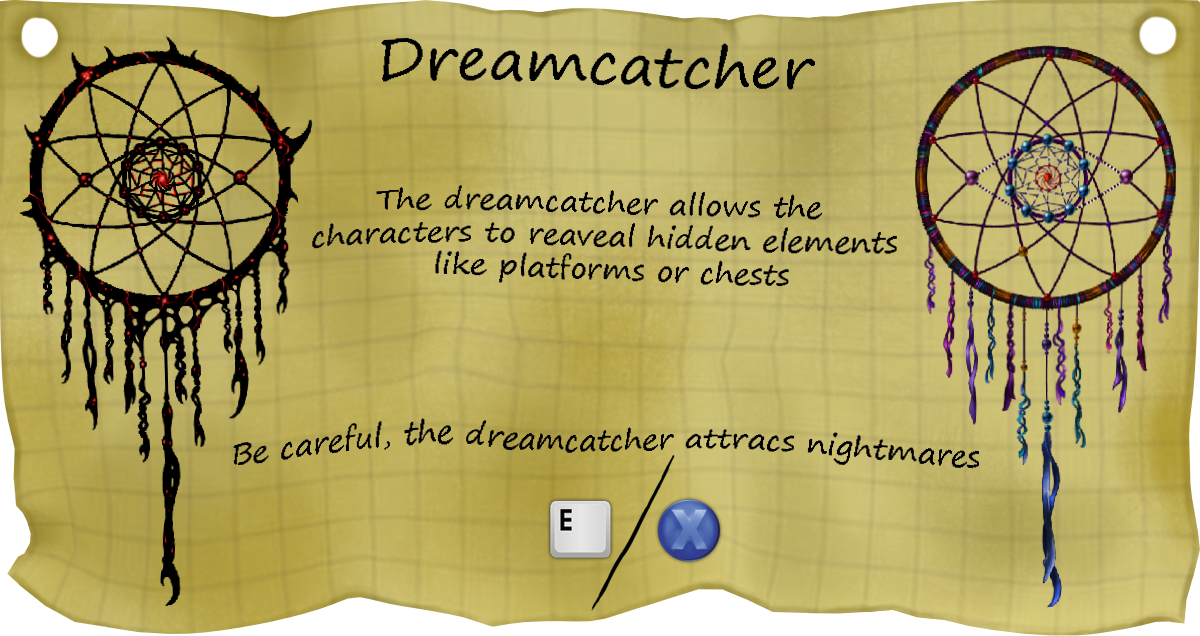 Dreamcatcher
The dreamcatcher allows the
characters to reaveal hidden elements
like platforms or chests
Be careful, the dreamcatcher attracs nightmares
E / X